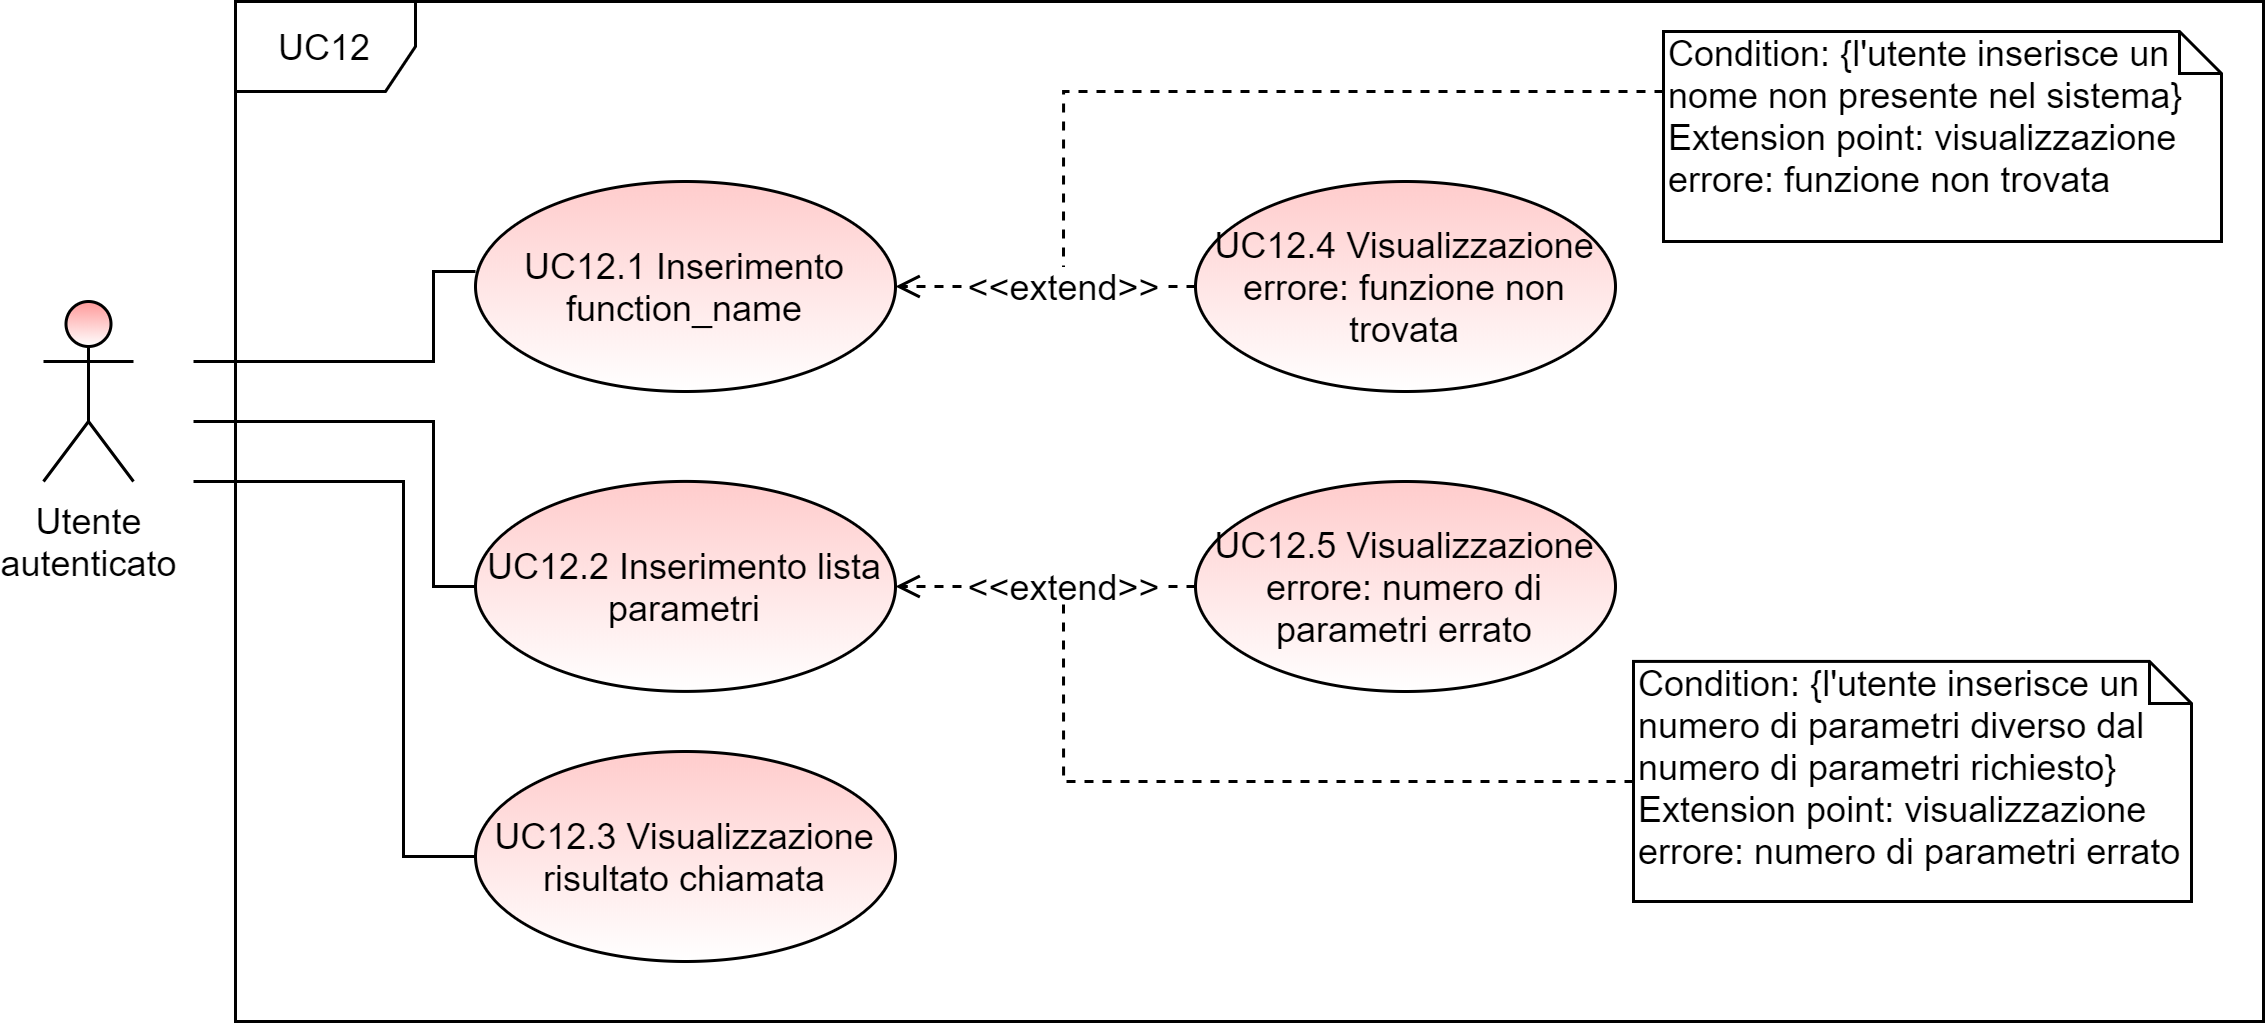 UC12
Condition: {l'utente inserisce un
nome non presente nel sistema}
Extension point: visualizzazione
errore: funzione non trovata
UC12.1 Inserimento
function_name
<<extend>>
UC12.4 Visualizzazione
errore: funzione non
trovata
Utente
autenticato
UC12.2 Inserimento lista
parametri
<<extend>>
UC12.5 Visualizzazione
errore: numero di
parametri errato
Condition: {l'utente inserisce un
numero di parametri diverso dal
numero di parametri richiesto}
Extension point: visualizzazione
errore: numero di parametri errato
UC12.3 Visualizzazione
risultato chiamata